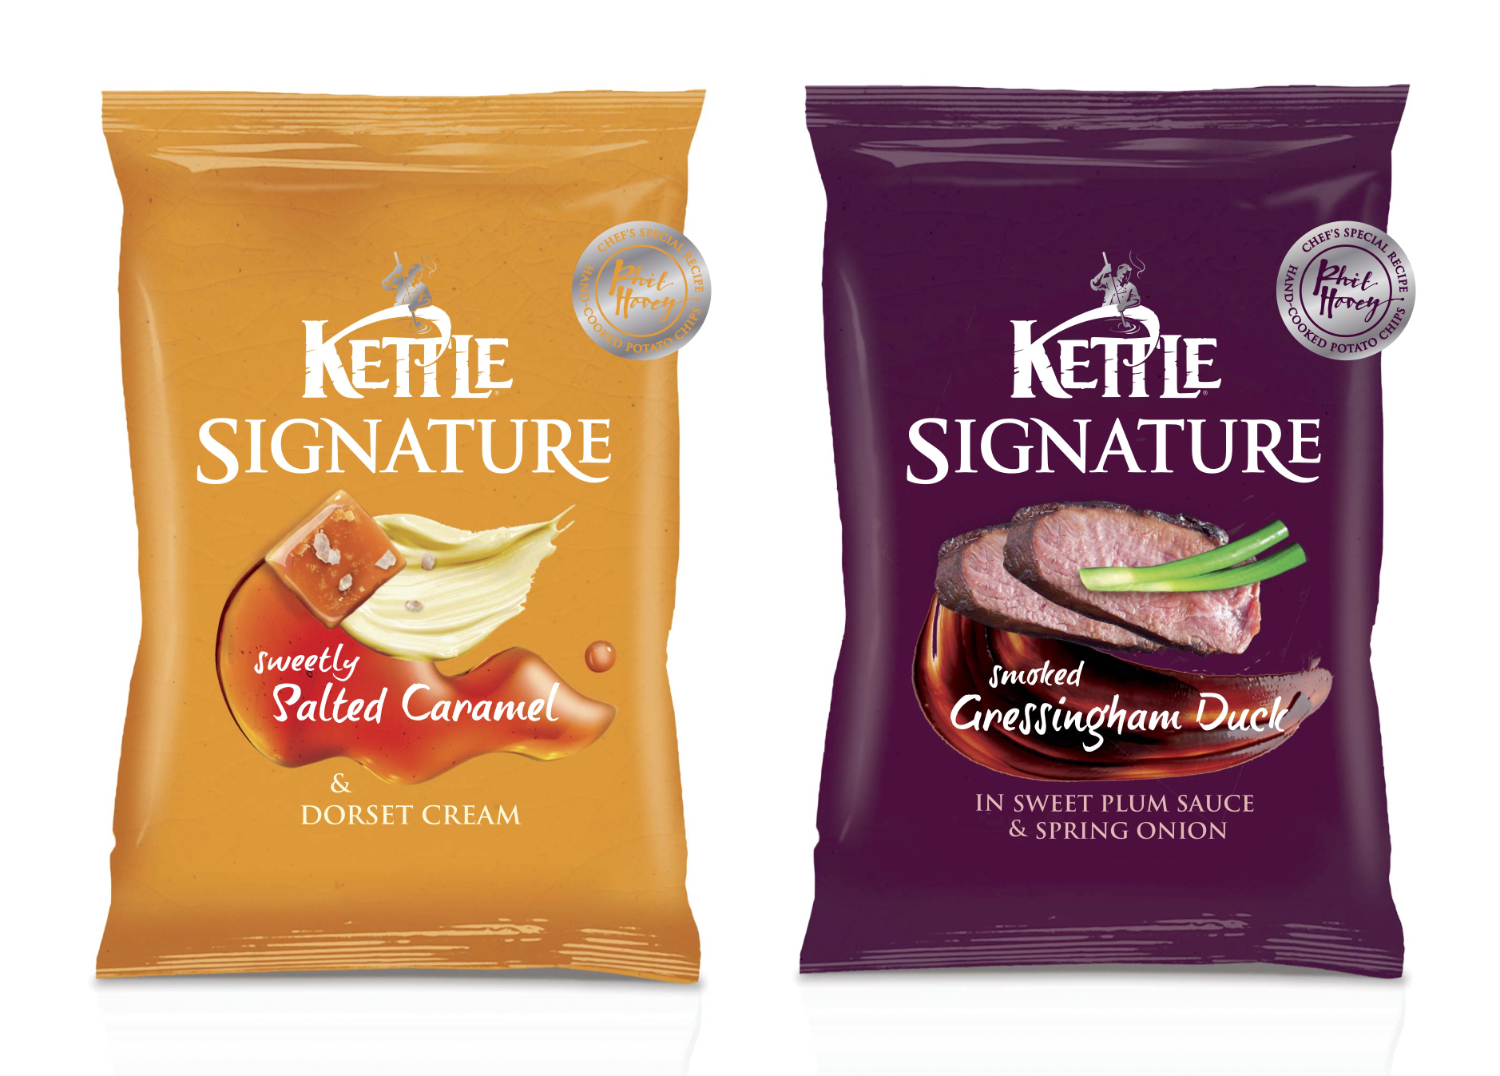 CHEF'S SPECIAL RECIPE
Phil
Hovey
HAND-COOKED POTATO CHIPS
KETTLE
SIGNATURE
sweetly
Salted Caramel
&
DORSET CREAM
CHEF'S SPECIAL RECIPE
Phil
Hovey
HAND-COOKED POTATO CHIPS
KETTLE
SIGNATURE
smoked
Gressingham Duck
IN SWEET PLUM SAUCE
& SPRING ONION